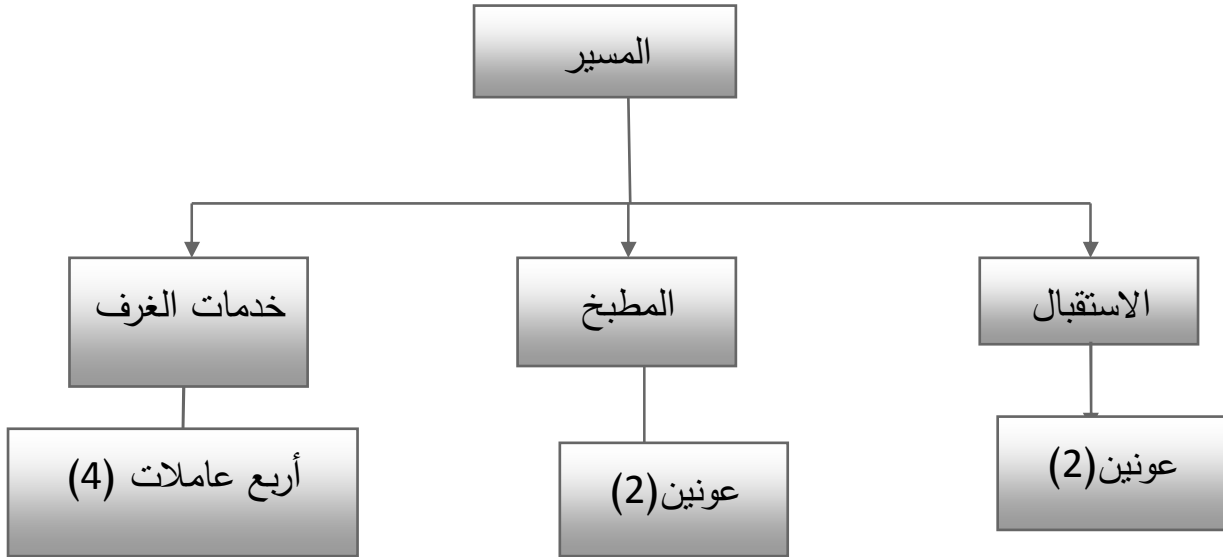 المسير
الاستقبال
المطبخ
خدمات الغرف
عونين(2)
عونين(2)
أربع عاملات (4)